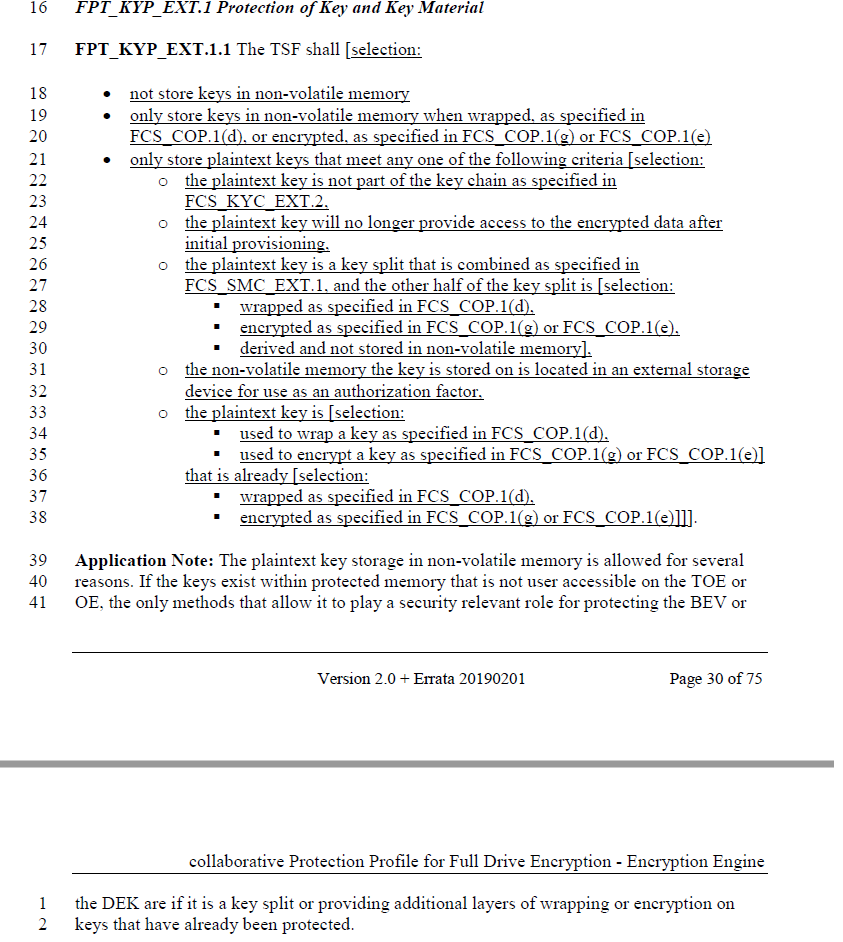 16 FPT_KYP_EXT.1 Protection of Key and Key Material
17 FPT_KYP_EXT.1.1 The TSF shall [selection:
18 • not store keys in non-volatile memory
19 • only store keys in non-volatile memory when wrapped, as specified in
20 FCS_COP.1(d), or encrypted, as specified in FCS_COP.1(g) or FCS_COP.1(e)
21 • only store plaintext keys that meet any one of the following criteria [selection:
22 o the plaintext key is not part of the key chain as specified in
23 FCS_KYC_EXT.2,
24 o the plaintext key will no longer provide access to the encrypted data after
25 initial provisioning,
26 o the plaintext key is a key split that is combined as specified in
27 FCS_SMC_EXT.1, and the other half of the key split is [selection:
28 ▪ wrapped as specified in FCS_COP.1(d),
29 ▪ encrypted as specified in FCS_COP.1(g) or FCS_COP.1(e),
30 ▪ derived and not stored in non-volatile memory],
31 o the non-volatile memory the key is stored on is located in an external storage
32 device for use as an authorization factor,
33 o the plaintext key is [selection:
34 ▪ used to wrap a key as specified in FCS_COP.1(d),
35 ▪ used to encrypt a key as specified in FCS_COP.1(g) or FCS_COP.1(e)]
36 that is already [selection:
37 ▪ wrapped as specified in FCS_COP.1(d),
38 ▪ encrypted as specified in FCS_COP.1(g) or FCS_COP.1(e)]]].
39 Application Note: The plaintext key storage in non-volatile memory is allowed for several
40 reasons. If the keys exist within protected memory that is not user accessible on the TOE or
41 OE, the only methods that allow it to play a security relevant role for protecting the BEV or
Version 2.0 + Errata 20190201 Page 30 of 75
collaborative Protection Profile for Full Drive Encryption - Encryption Engine
1 the DEK are if it is a key split or providing additional layers of wrapping or encryption on
2 keys that have already been protected.